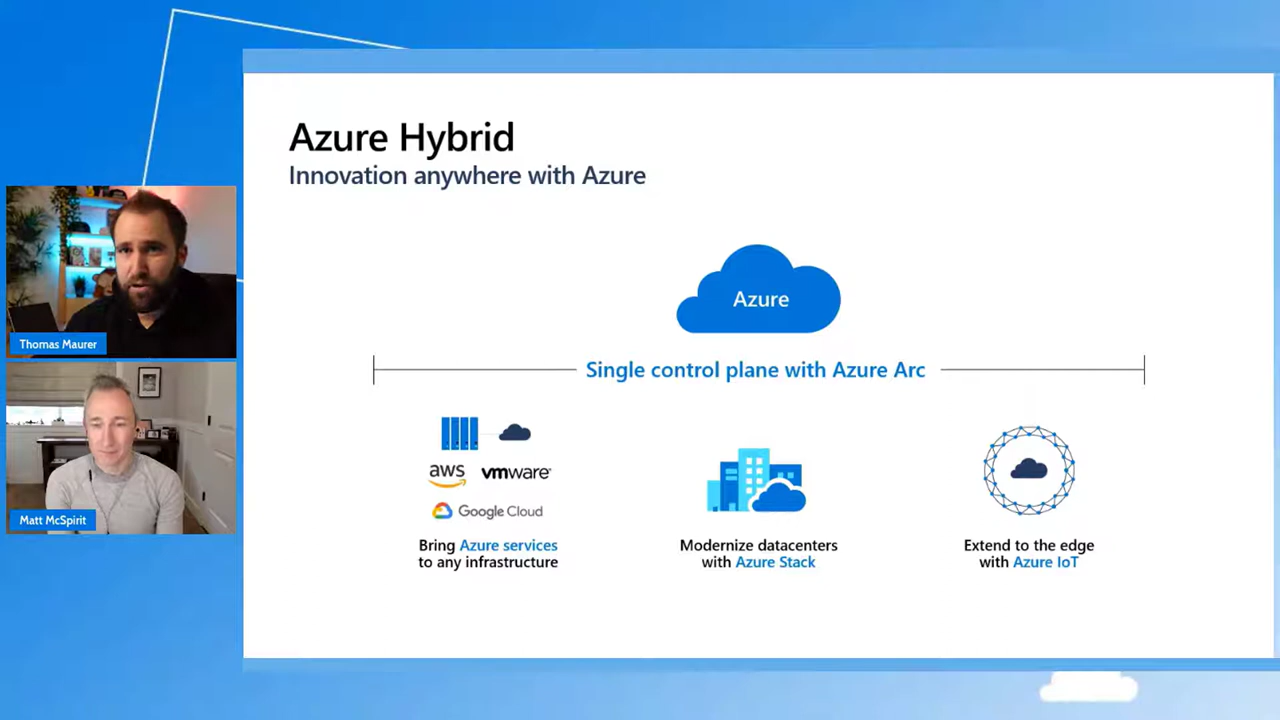 Azure Hybrid
Innovation anywhere with Azure
Azure
Single control plane with Azure Arc
aws
vmware
Google Cloud
Bring Azure services
to any infrastructure
Modernize datacenters
with Azure Stack
Extend to the edge
with Azure IoT
Thomas Maurer
Matt McSpirit